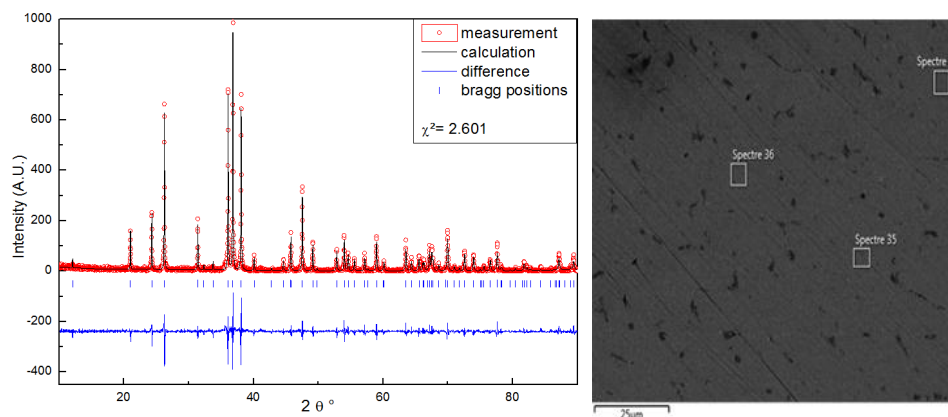 1000
800
600
400
200
0
-200
-400
Intensity (A.U.)
20
40
60
80
2 θ °
measurement
calculation
difference
bragg positions
χ²= 2.601
Spectre
Spectre 36
Spectre 35
25µm